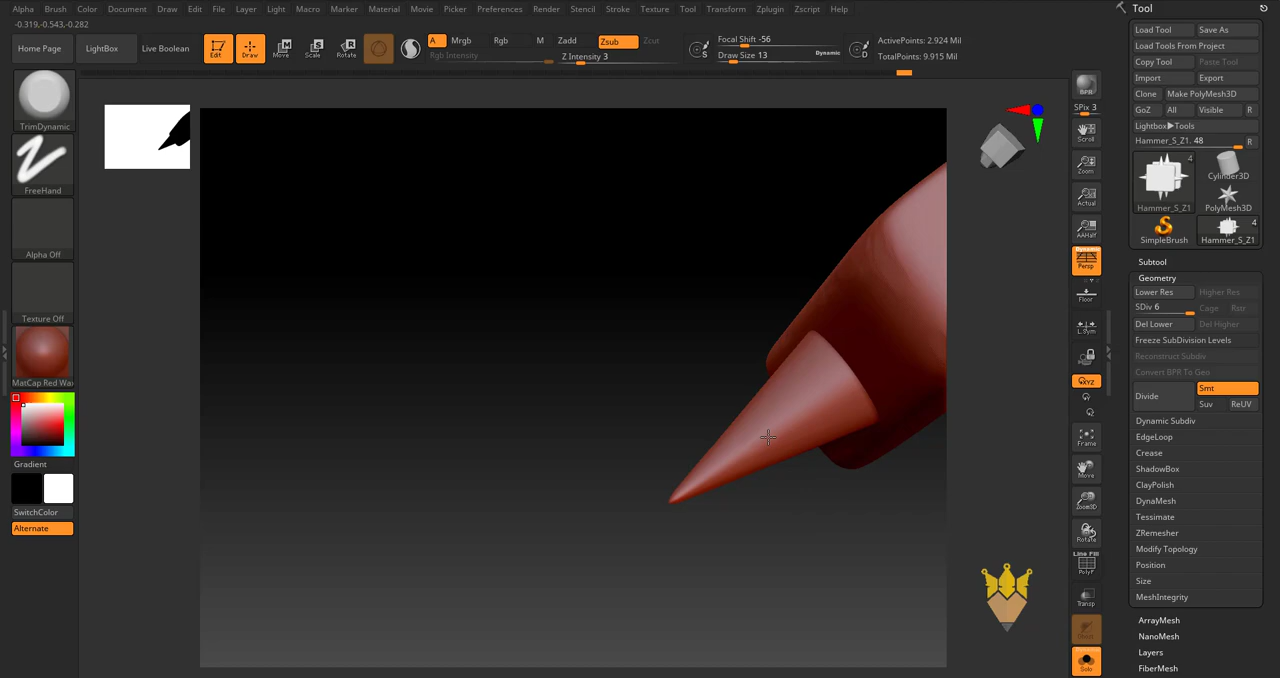 Alpha Brush Color Document Draw Edit File Layer Light Macro Marker Material Movie Picker Preferences Render Stencil Stroke Texture Tool Transform Zplugin Zscript Help
-0.319,-0.543,-0.282
Home Page LightBox Live Boolean Edit Draw Move Scale Rotate
A Mrgb Rgb M Zadd Zsub Zcut
Rgb Intensity Z Intensity 3
S Focal Shift -56
Draw Size 13 Dynamic
D ActivePoints: 2.924 Mil
TotalPoints: 9.915 Mil
TrimDynamic
FreeHand
Alpha Off
Texture Off
MatCap Red Wa
Gradient
SwitchColor
Alternate
BPR
SPix 3
Scroll
Zoom
Actual
AAHalf
Dynamic
Persp
Floor
L.Sym
XYZ
Frame
Move
Zoom3D
Rotate
Line Fill
PolyF
Transp
Solo
Tool
Load Tool Save As
Load Tools From Project
Copy Tool Paste Tool
Import Export
Clone Make PolyMesh3D
GoZ All Visible R
Lightbox▶Tools
Hammer_S_Z1. 48 R
4
Hammer_S_Z1
Cylinder3D
PolyMesh3D
SimpleBrush
4
Hammer_S_Z1
Subtool
Geometry
Lower Res Higher Res
SDiv 6 Cage Rstr
Del Lower Del Higher
Freeze SubDivision Levels
Reconstruct Subdiv
Convert BPR To Geo
Divide Smt
Suv ReUV
Dynamic Subdiv
EdgeLoop
Crease
ShadowBox
ClayPolish
DynaMesh
Tessimate
ZRemesher
Modify Topology
Position
Size
MeshIntegrity
ArrayMesh
NanoMesh
Layers
FiberMesh